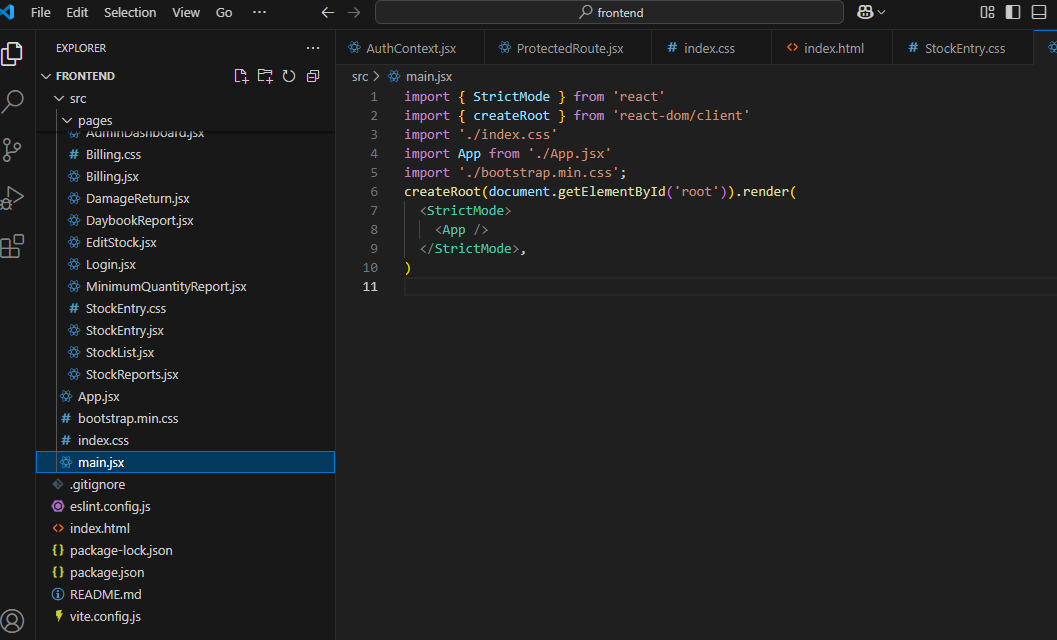 File Edit Selection View Go ··· frontend
EXPLORER ···
FRONTEND
src
pages
AdminDashboard.jsx
# Billing.css
Billing.jsx
DamageReturn.jsx
DaybookReport.jsx
EditStock.jsx
Login.jsx
MinimumQuantityReport.jsx
# StockEntry.css
StockEntry.jsx
StockList.jsx
StockReports.jsx
App.jsx
# bootstrap.min.css
# index.css
main.jsx
.gitignore
eslint.config.js
<> index.html
{} package-lock.json
{} package.json
README.md
vite.config.js
AuthContext.jsx ProtectedRoute.jsx # index.css <> index.html # StockEntry.css
src > main.jsx
1 import { StrictMode } from 'react'
2 import { createRoot } from 'react-dom/client'
3 import './index.css'
4 import App from './App.jsx'
5 import './bootstrap.min.css';
6 createRoot(document.getElementById('root')).render(
7 <StrictMode>
8 <App />
9 </StrictMode>,
10 )
11